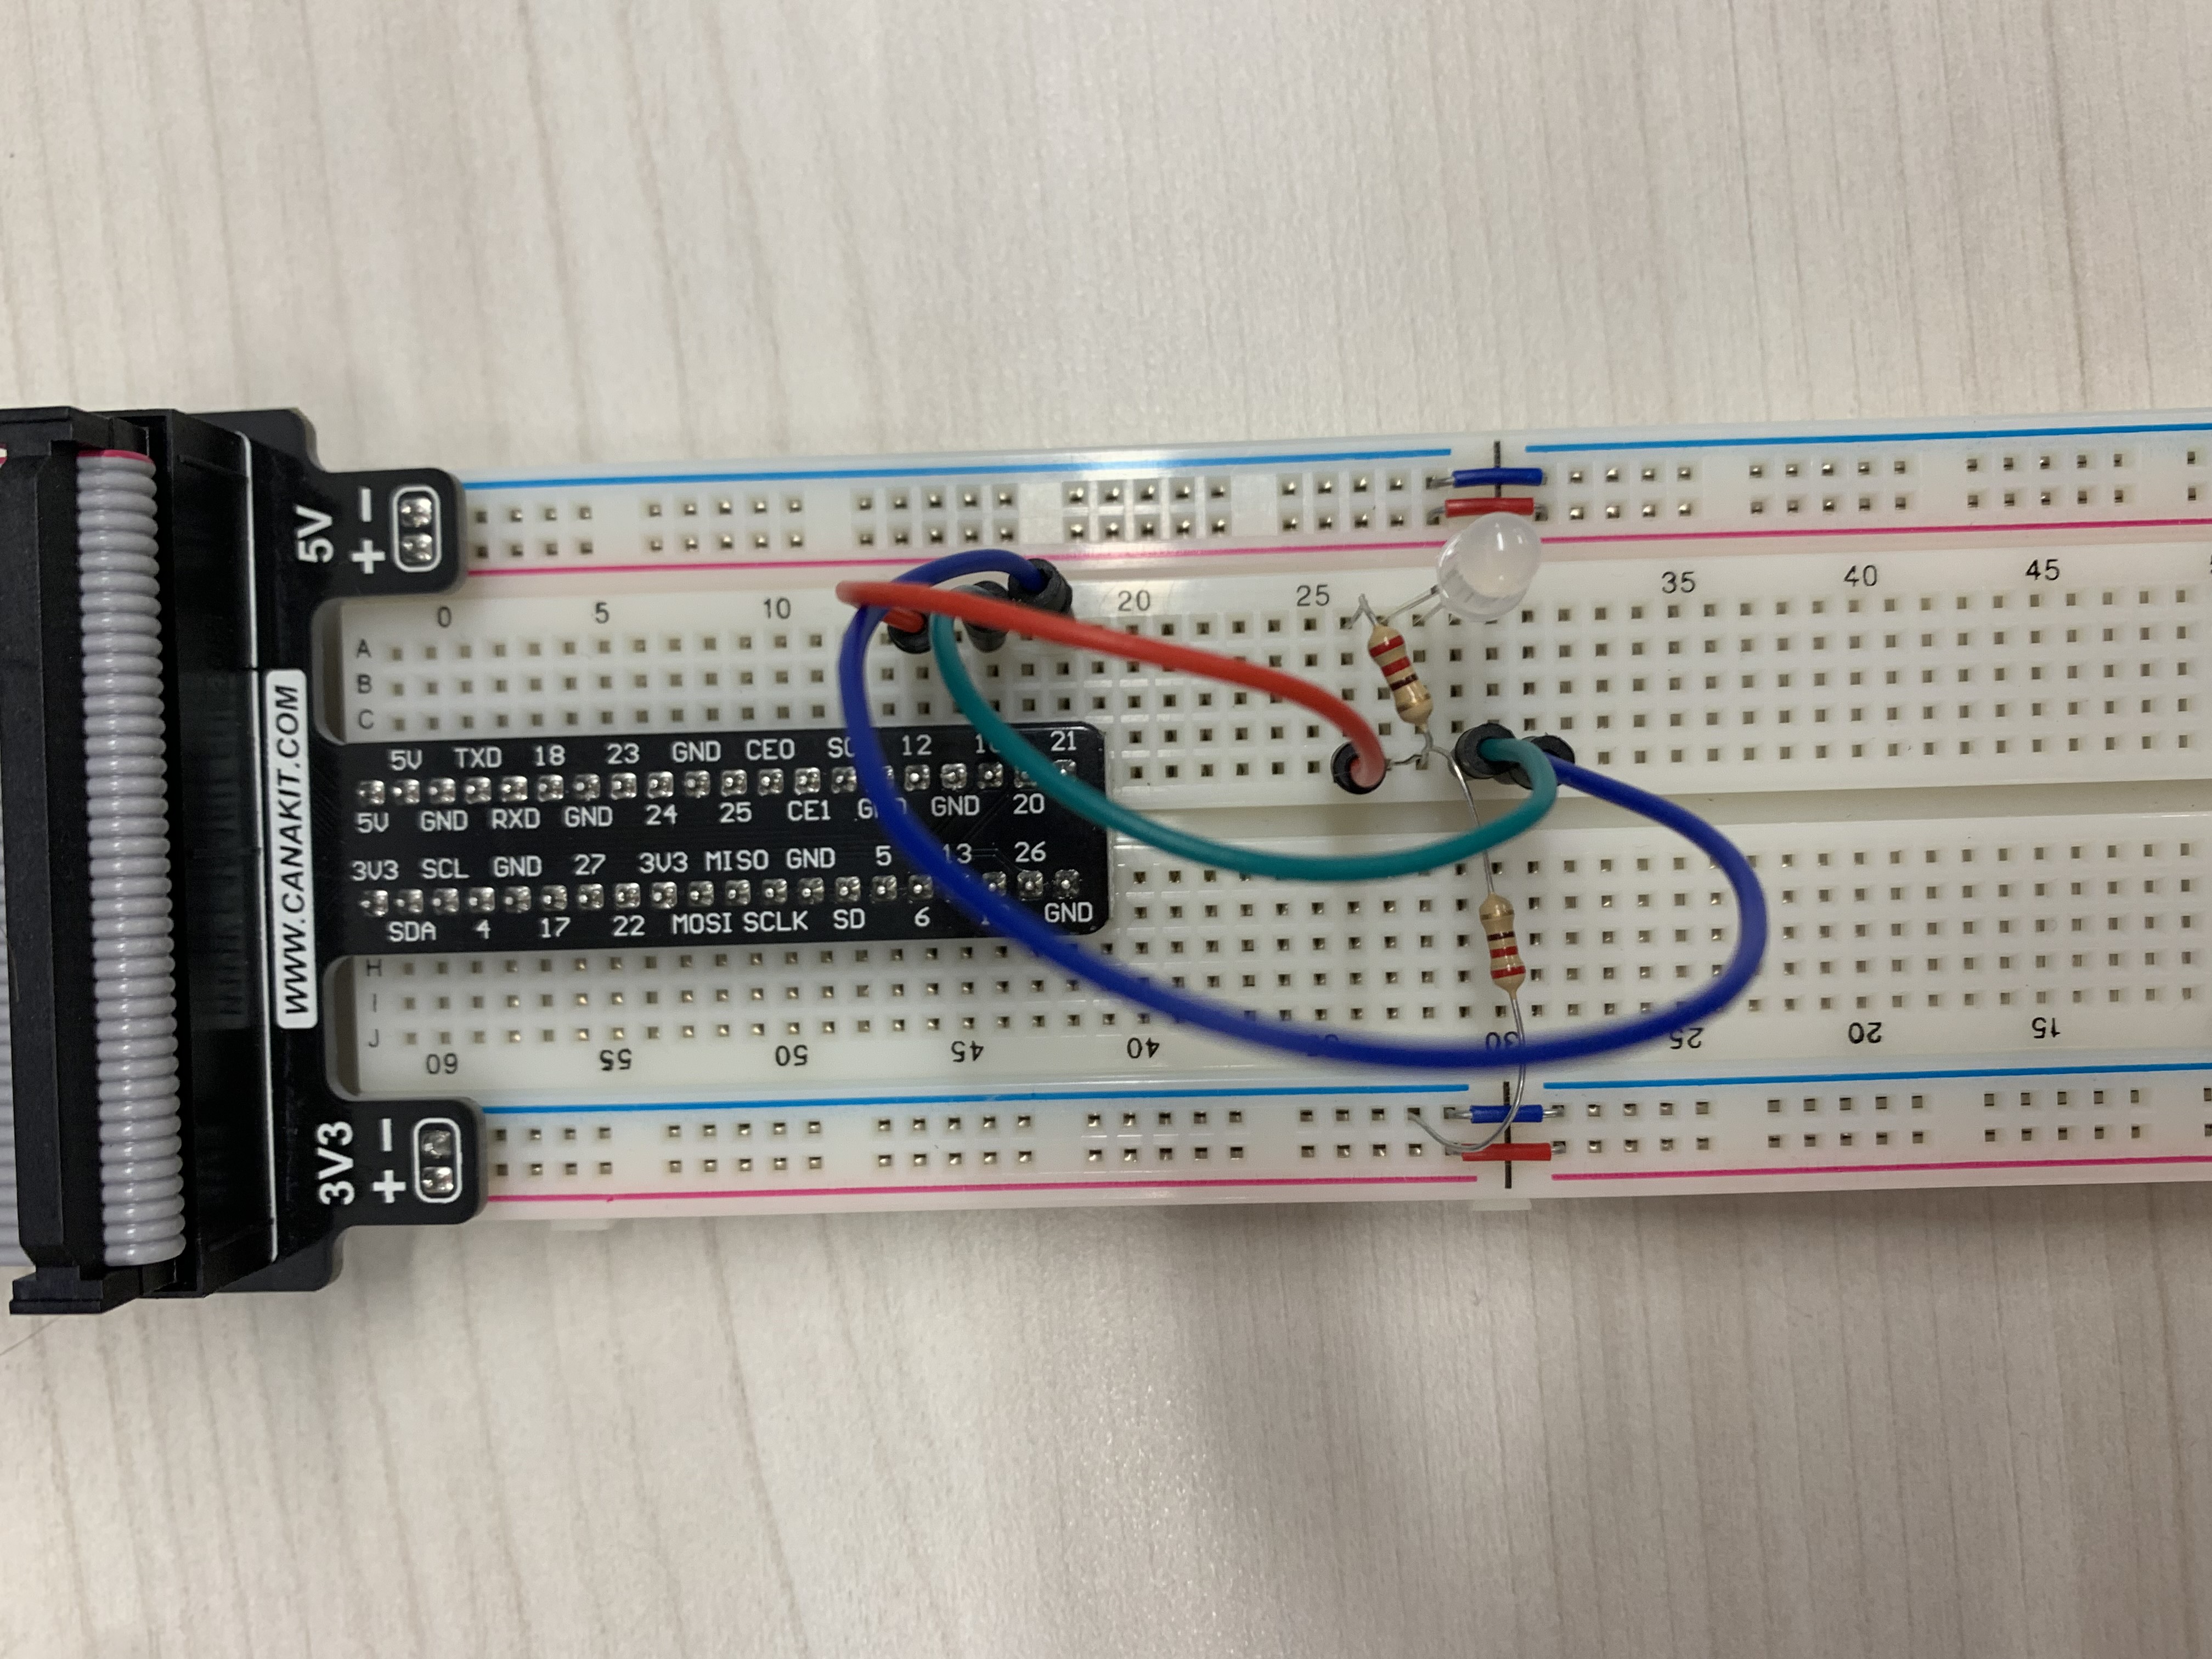 WWW.CANAKIT.COM
3V3
+ −
5V
+ −
J I H
C B A
3V3 SCL GND 27 3V3 MISO GND 5 13 26
SDA 4 17 22 MOSI SCLK SD 6 GND
5V TXD 18 23 GND CE0 12 21
5V GND RXD GND 24 25 CE1 GND 20
60
55
50
45
40
30
25
20
15
0
5
10
20
25
35
40
45